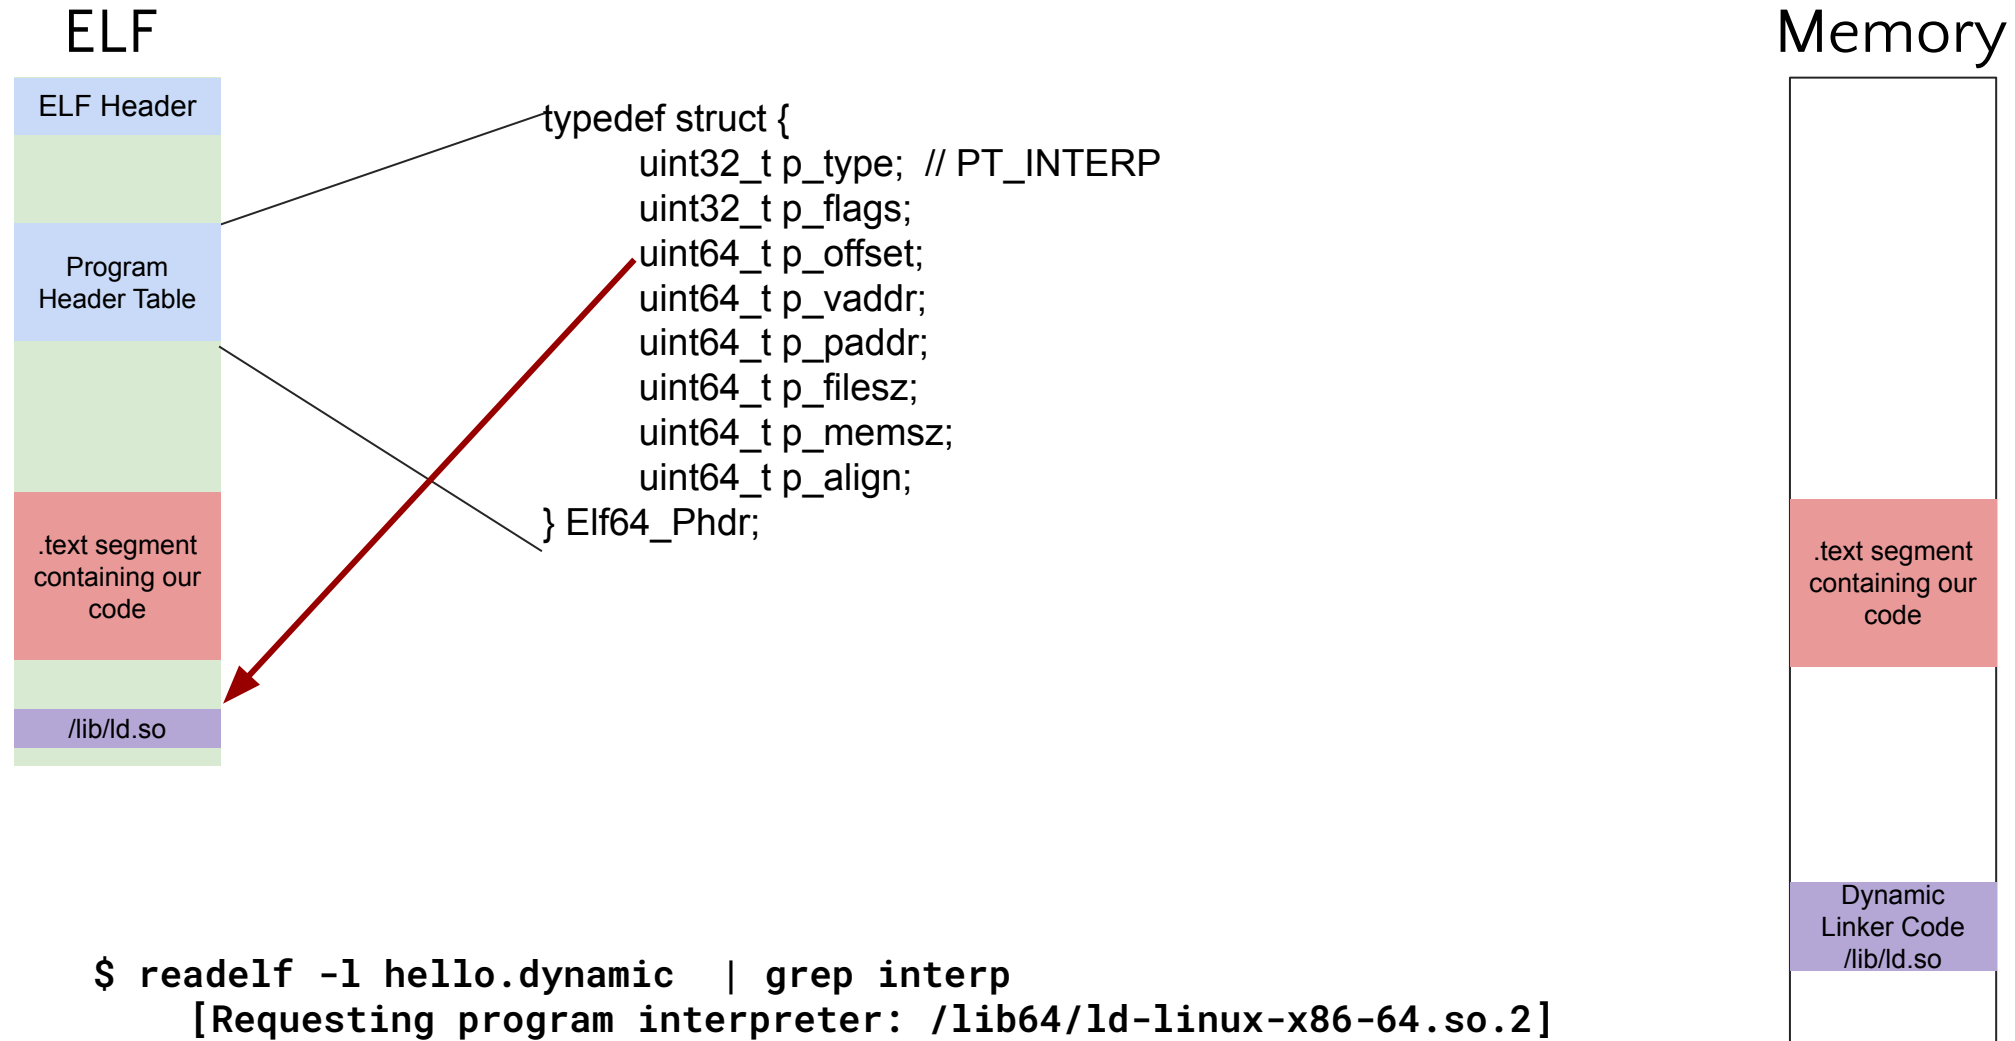 ELF
Memory
ELF Header
Program
Header Table
.text segment
containing our
code
/lib/ld.so
typedef struct {
uint32_t p_type;  // PT_INTERP
uint32_t p_flags;
uint64_t p_offset;
uint64_t p_vaddr;
uint64_t p_paddr;
uint64_t p_filesz;
uint64_t p_memsz;
uint64_t p_align;
} Elf64_Phdr;
.text segment
containing our
code
Dynamic
Linker Code
/lib/ld.so
$ readelf -l hello.dynamic  | grep interp
[Requesting program interpreter: /lib64/ld-linux-x86-64.so.2]